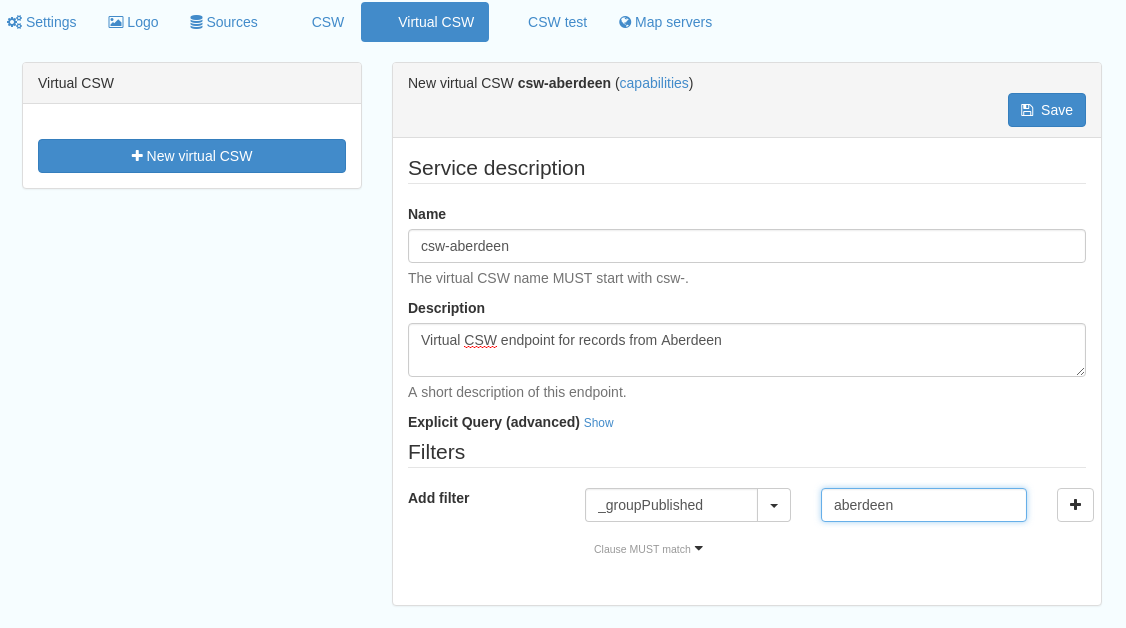 Settings Logo Sources CSW Virtual CSW CSW test Map servers
Virtual CSW
New virtual CSW
New virtual CSW csw-aberdeen (capabilities)
Save
Service description
Name
csw-aberdeen
The virtual CSW name MUST start with csw-.
Description
Virtual CSW endpoint for records from Aberdeen
A short description of this endpoint.
Explicit Query (advanced) Show
Filters
Add filter _groupPublished aberdeen
Clause MUST match